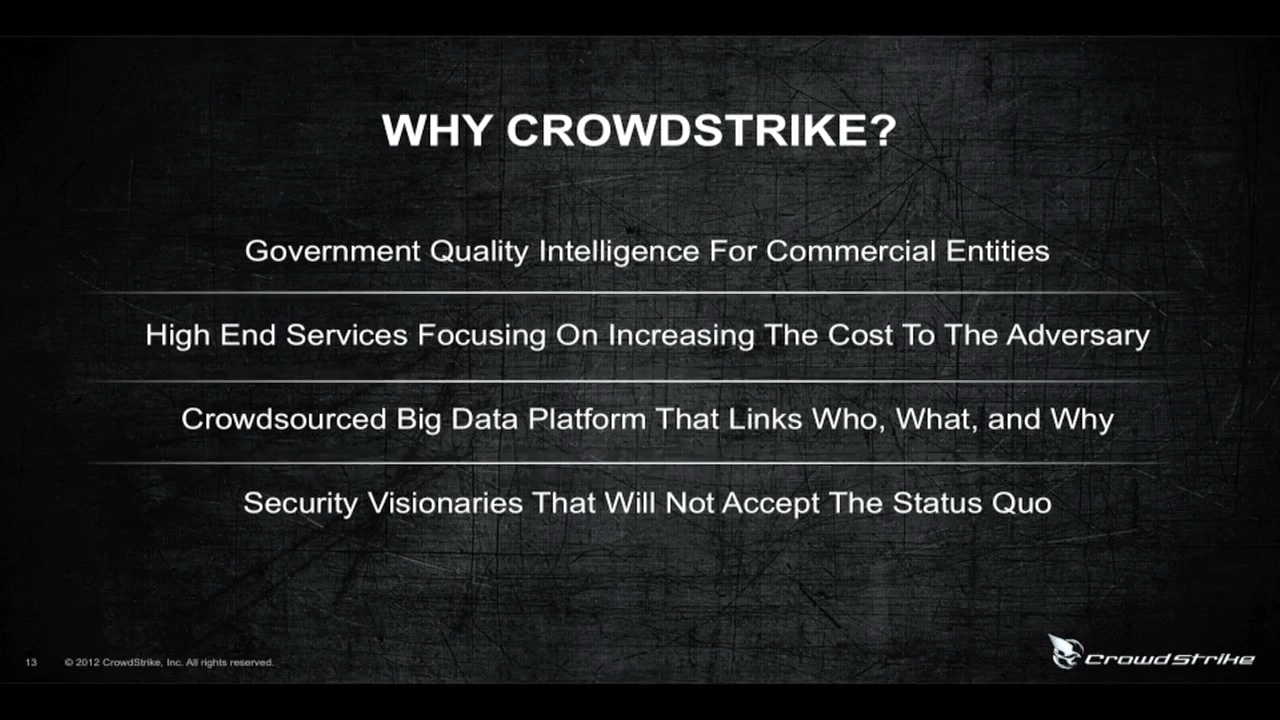 WHY CROWDSTRIKE?
Government Quality Intelligence For Commercial Entities
High End Services Focusing On Increasing The Cost To The Adversary
Crowdsourced Big Data Platform That Links Who, What, and Why
Security Visionaries That Will Not Accept The Status Quo
13 © 2012 CrowdStrike, Inc. All rights reserved.
CrowdStrike